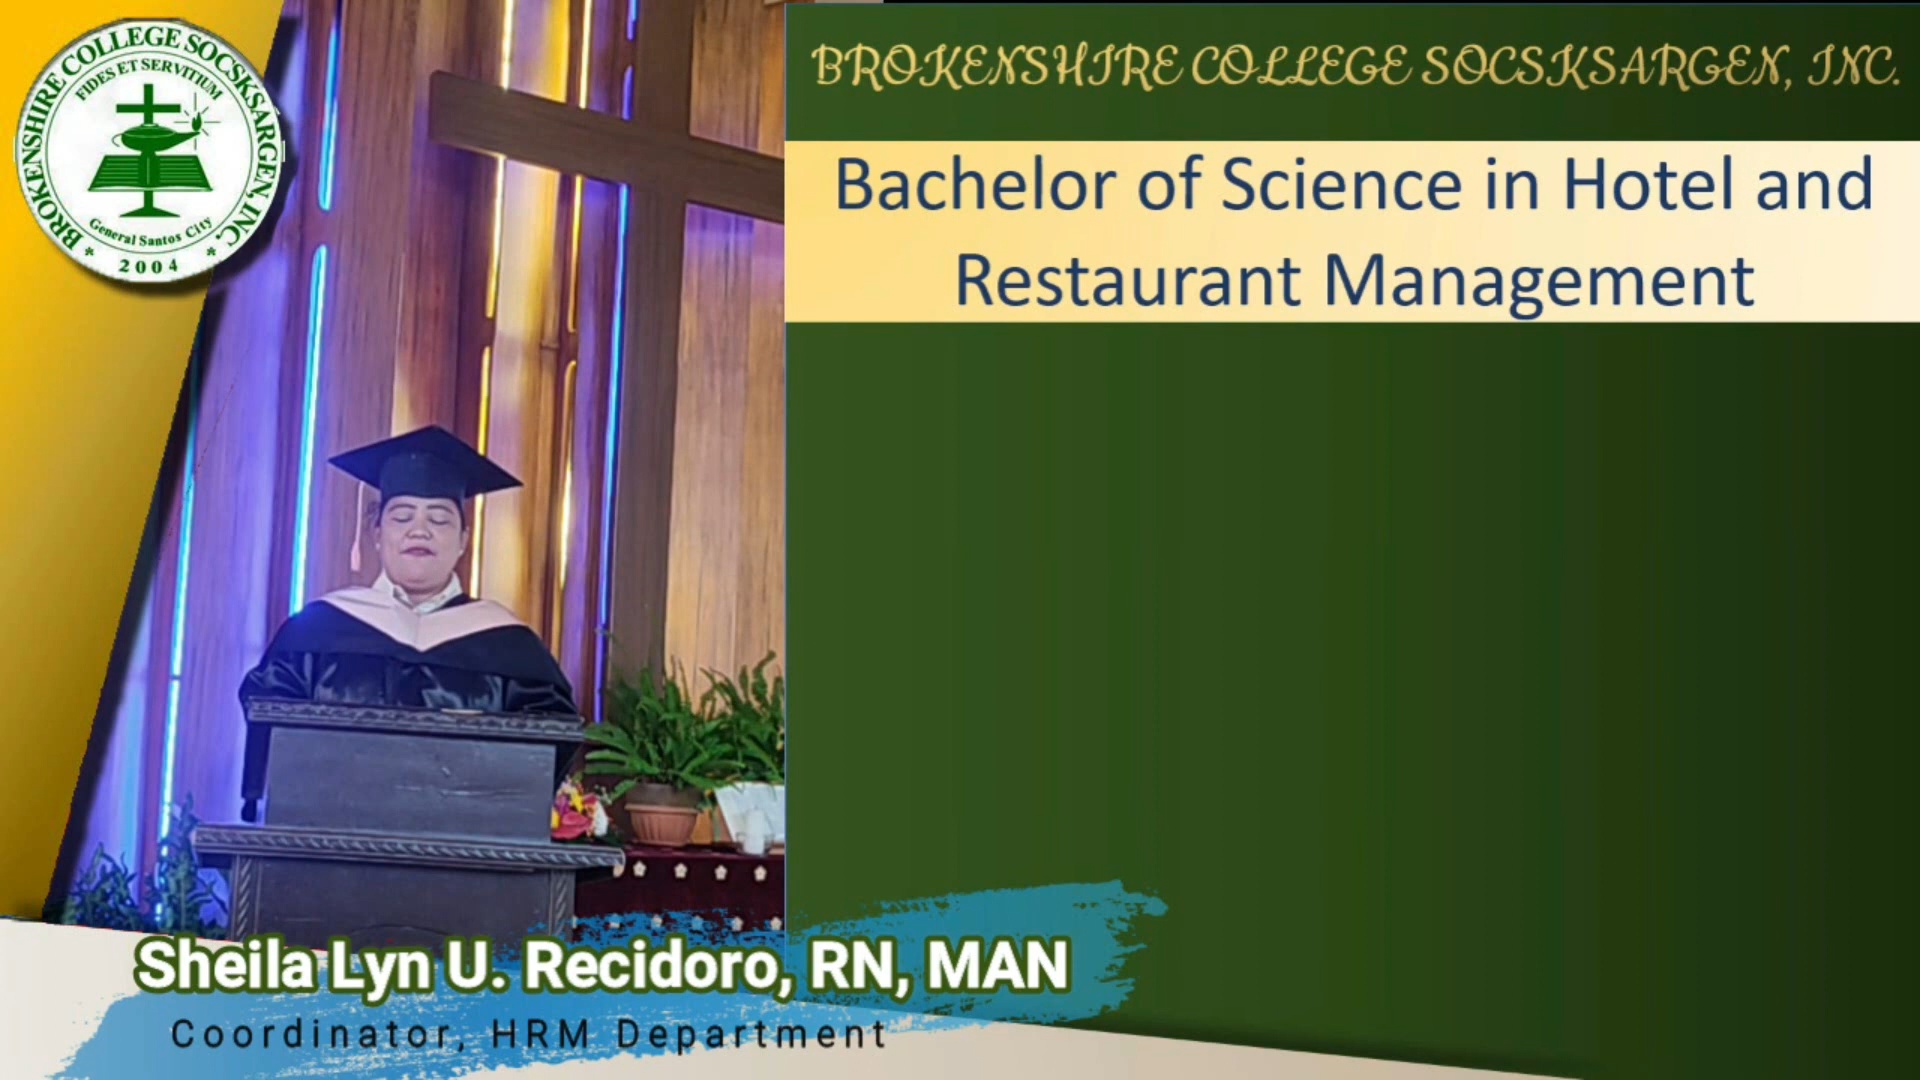 BROKENSHIRE COLLEGE SOCSKSARGEN, INC.
FIDES ET SERVITIUM
General Santos City
* 2004 *
BROKENSHIRE COLLEGE SOCSKSARGEN, INC.
Bachelor of Science in Hotel and
Restaurant Management
Sheila Lyn U. Recidoro, RN, MAN
Coordinator, HRM Department